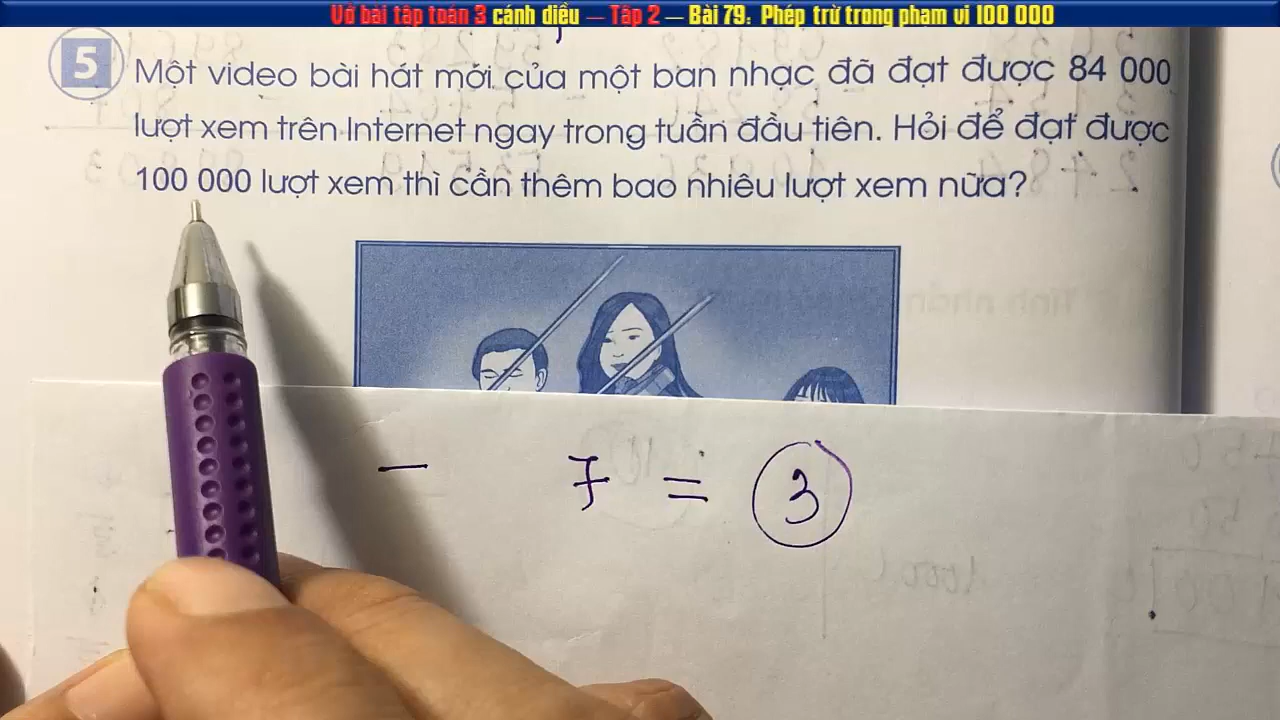 Vở bài tập toán 3 cánh diều – Tập 2 – Bài 79: Phép trừ trong phạm vi 100 000
5 Một video bài hát mới của một ban nhạc đã đạt được 84 000
lượt xem trên Internet ngay trong tuần đầu tiên. Hỏi để đạt được
100 000 lượt xem thì cần thêm bao nhiêu lượt xem nữa?
– 7 = 3